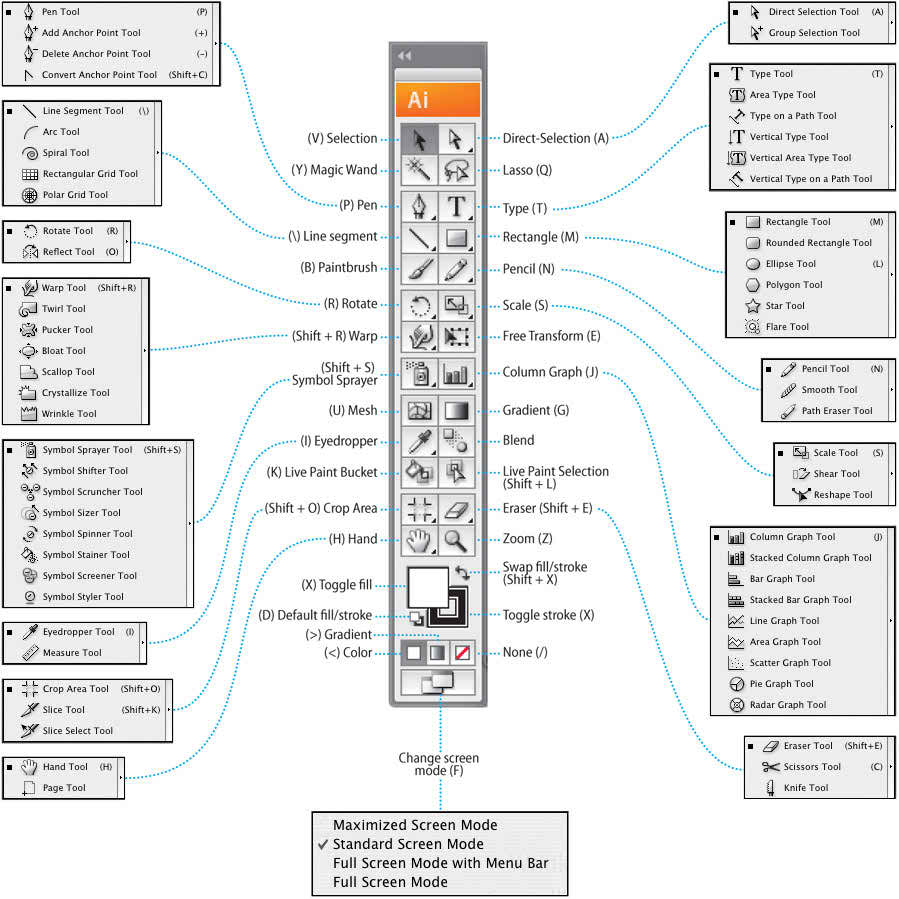 Pen Tool (P)
Add Anchor Point Tool (+)
Delete Anchor Point Tool (–)
Convert Anchor Point Tool (Shift+C)
Line Segment Tool (\)
Arc Tool
Spiral Tool
Rectangular Grid Tool
Polar Grid Tool
Rotate Tool (R)
Reflect Tool (O)
Warp Tool (Shift+R)
Twirl Tool
Pucker Tool
Bloat Tool
Scallop Tool
Crystallize Tool
Wrinkle Tool
Symbol Sprayer Tool (Shift+S)
Symbol Shifter Tool
Symbol Scruncher Tool
Symbol Sizer Tool
Symbol Spinner Tool
Symbol Stainer Tool
Symbol Screener Tool
Symbol Styler Tool
Eyedropper Tool (I)
Measure Tool
Crop Area Tool (Shift+O)
Slice Tool (Shift+K)
Slice Select Tool
Hand Tool (H)
Page Tool
Ai
(V) Selection
(Y) Magic Wand
(P) Pen
(\) Line segment
(B) Paintbrush
(R) Rotate
(Shift + R) Warp
(Shift + S)
Symbol Sprayer
(U) Mesh
(I) Eyedropper
(K) Live Paint Bucket
(Shift + O) Crop Area
(H) Hand
(X) Toggle fill
(D) Default fill/stroke
(>) Gradient
(<) Color
Direct-Selection (A)
Lasso (Q)
Type (T)
Rectangle (M)
Pencil (N)
Scale (S)
Free Transform (E)
Column Graph (J)
Gradient (G)
Blend
Live Paint Selection
(Shift + L)
Eraser (Shift + E)
Zoom (Z)
Swap fill/stroke
(Shift + X)
Toggle stroke (X)
None (/)
Change screen
mode (F)
Maximized Screen Mode
Standard Screen Mode
Full Screen Mode with Menu Bar
Full Screen Mode
Direct Selection Tool (A)
Group Selection Tool
Type Tool (T)
Area Type Tool
Type on a Path Tool
Vertical Type Tool
Vertical Area Type Tool
Vertical Type on a Path Tool
Rectangle Tool (M)
Rounded Rectangle Tool
Ellipse Tool (L)
Polygon Tool
Star Tool
Flare Tool
Pencil Tool (N)
Smooth Tool
Path Eraser Tool
Scale Tool (S)
Shear Tool
Reshape Tool
Column Graph Tool (J)
Stacked Column Graph Tool
Bar Graph Tool
Stacked Bar Graph Tool
Line Graph Tool
Area Graph Tool
Scatter Graph Tool
Pie Graph Tool
Radar Graph Tool
Eraser Tool (Shift+E)
Scissors Tool (C)
Knife Tool